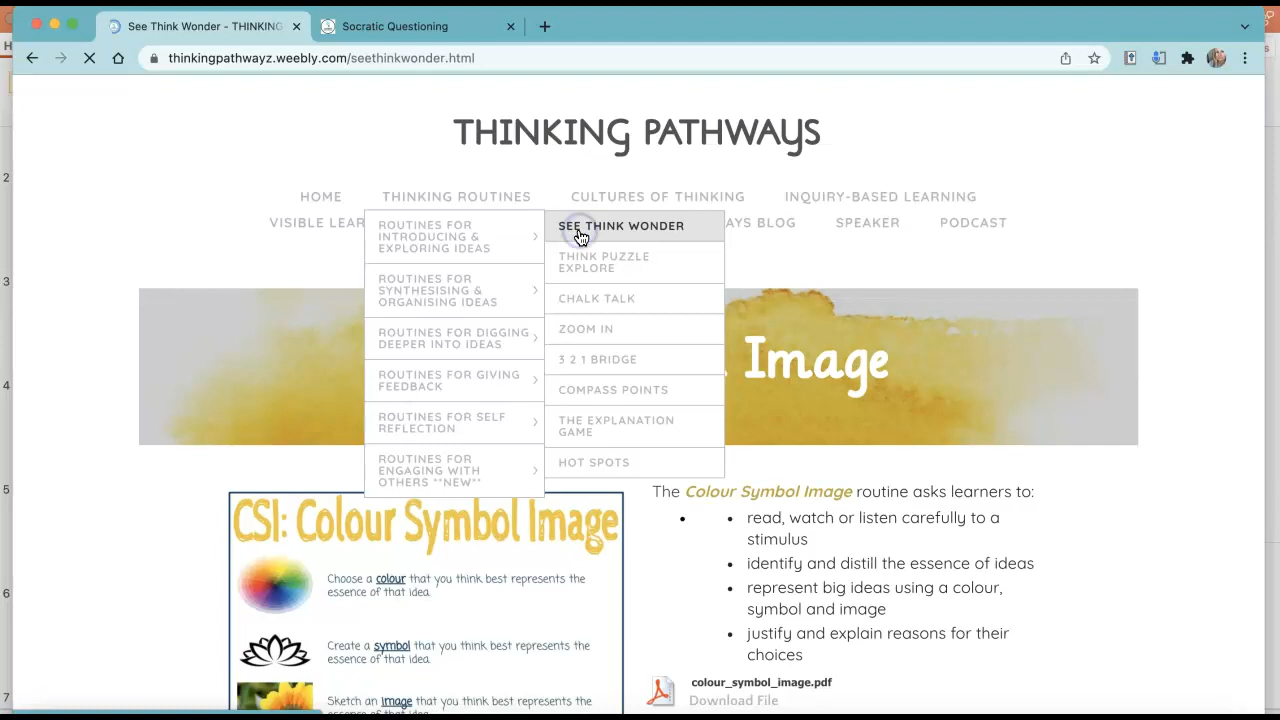 See Think Wonder - THINKING
Socratic Questioning
thinkingpathwayz.weebly.com/seethinkwonder.html
THINKING PATHWAYS
HOME THINKING ROUTINES CULTURES OF THINKING INQUIRY-BASED LEARNING
VISIBLE LEAR AYS BLOG SPEAKER PODCAST
ROUTINES FOR
INTRODUCING &
EXPLORING IDEAS
ROUTINES FOR
SYNTHESISING &
ORGANISING IDEAS
ROUTINES FOR DIGGING
DEEPER INTO IDEAS
ROUTINES FOR GIVING
FEEDBACK
ROUTINES FOR SELF
REFLECTION
ROUTINES FOR
ENGAGING WITH
OTHERS **NEW**
SEE THINK WONDER
THINK PUZZLE
EXPLORE
CHALK TALK
ZOOM IN
3 2 1 BRIDGE
COMPASS POINTS
THE EXPLANATION
GAME
HOT SPOTS
Image
CSI: Colour Symbol Image
Choose a colour that you think best represents the
essence of that idea.
Create a symbol that you think best represents the
essence of that idea.
Sketch an image that you think best represents the
The Colour Symbol Image routine asks learners to:
• • read, watch or listen carefully to a
stimulus
• identify and distill the essence of ideas
• represent big ideas using a colour,
symbol and image
• justify and explain reasons for their
choices
colour_symbol_image.pdf
Download File
2
3
4
5
6
7